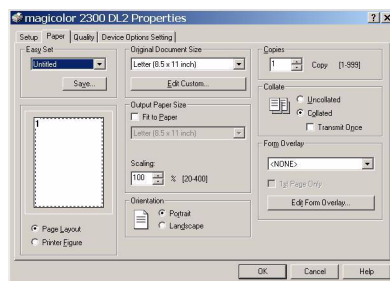 magicolor 2300 DL2 Properties
Setup Paper Quality Device Options Setting
Easy Set
Untitled
Save...
1
Page Layout
Printer Figure
Original Document Size
Letter (8.5 x 11 inch)
Edit Custom...
Output Paper Size
Fit to Paper
Letter (8.5 x 11 inch)
Scaling:
100 % [20-400]
Orientation
Portrait
Landscape
Copies
1 Copy [1-999]
Collate
Uncollated
Collated
Transmit Once
Form Overlay
<NONE>
1st Page Only
Edit Form Overlay...
OK Cancel Help